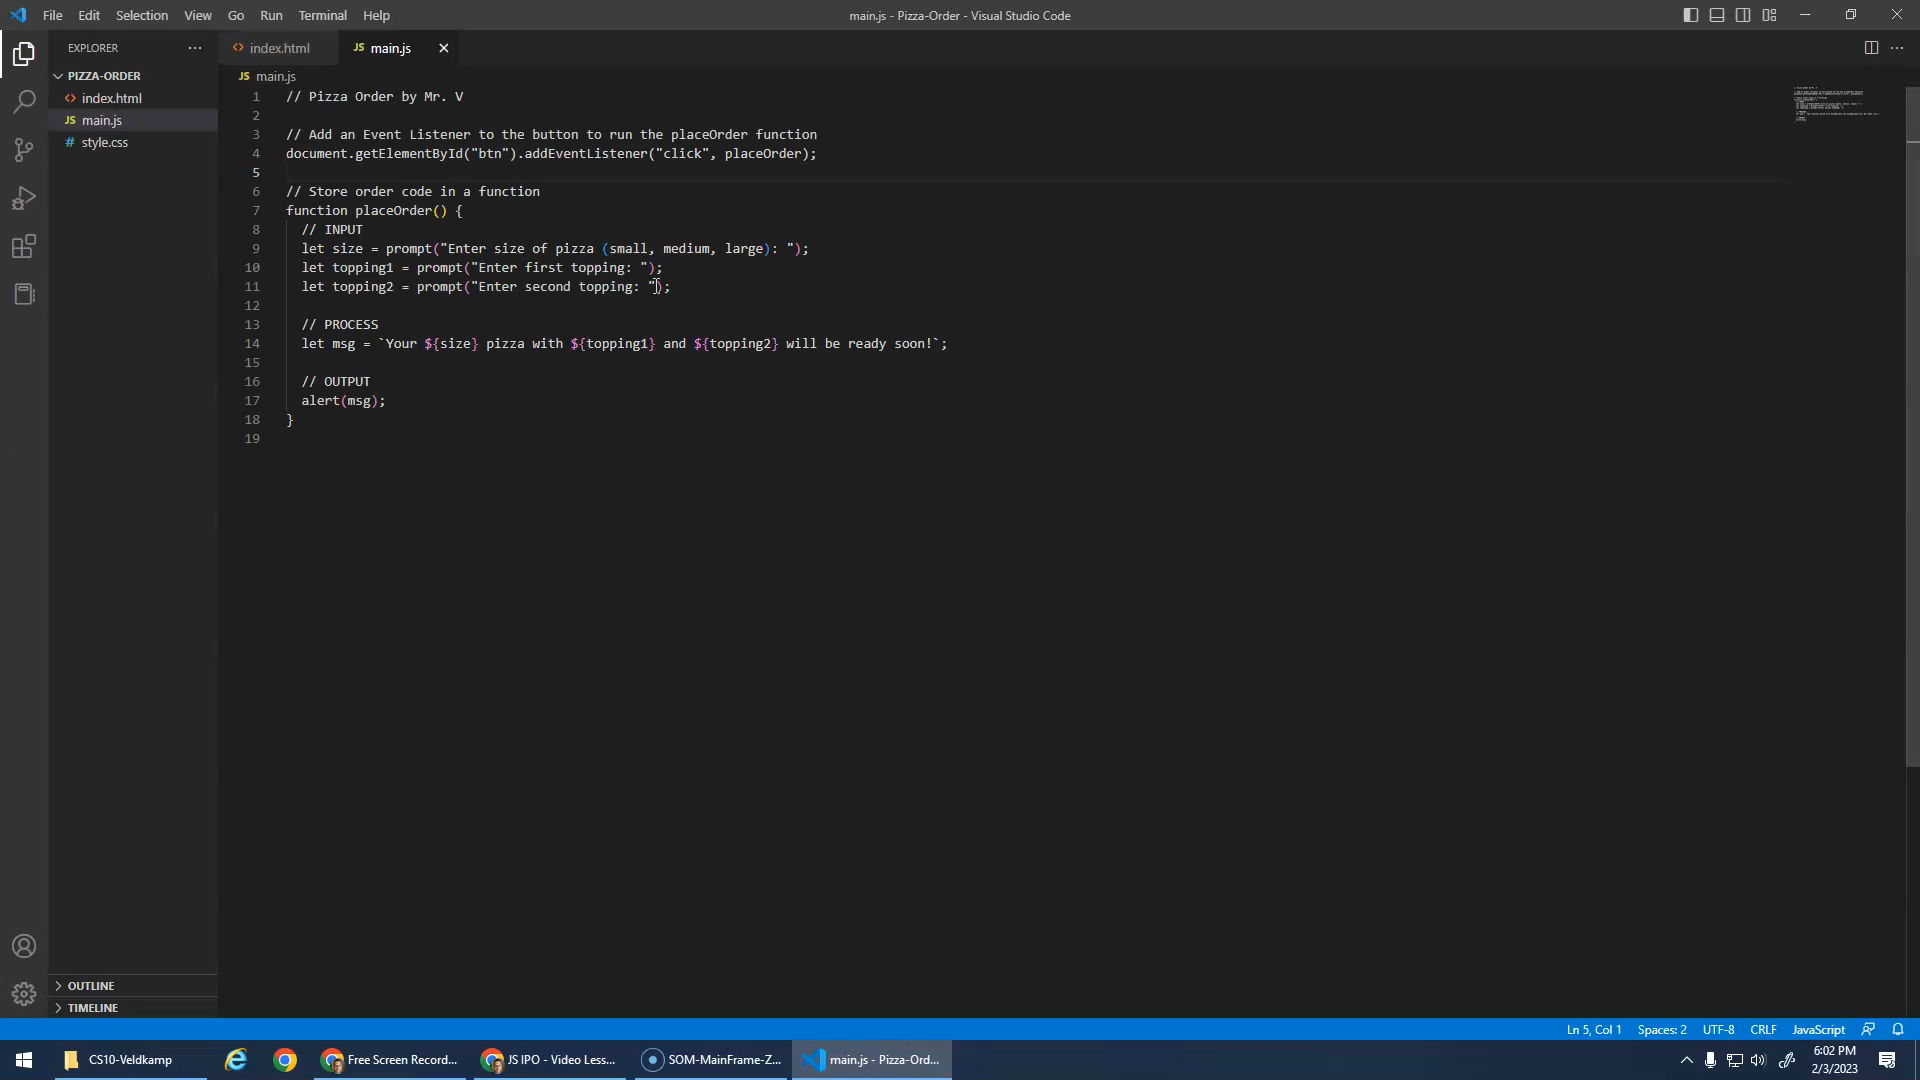 File Edit Selection View Go Run Terminal Help
main.js - Pizza-Order - Visual Studio Code
EXPLORER
PIZZA-ORDER
index.html
JS main.js
# style.css
OUTLINE
TIMELINE
index.html
JS main.js
JS main.js
1 // Pizza Order by Mr. V
2
3 // Add an Event Listener to the button to run the placeOrder function
4 document.getElementById("btn").addEventListener("click", placeOrder);
5
6 // Store order code in a function
7 function placeOrder() {
8 // INPUT
9 let size = prompt("Enter size of pizza (small, medium, large): ");
10 let topping1 = prompt("Enter first topping: ");
11 let topping2 = prompt("Enter second topping: ");
12
13 // PROCESS
14 let msg = `Your ${size} pizza with ${topping1} and ${topping2} will be ready soon!`;
15
16 // OUTPUT
17 alert(msg);
18 }
19
Ln 5, Col 1 Spaces: 2 UTF-8 CRLF JavaScript
CS10-Veldkamp
Free Screen Record...
JS IPO - Video Less...
SOM-MainFrame-Z...
main.js - Pizza-Ord...
6:02 PM
2/3/2023